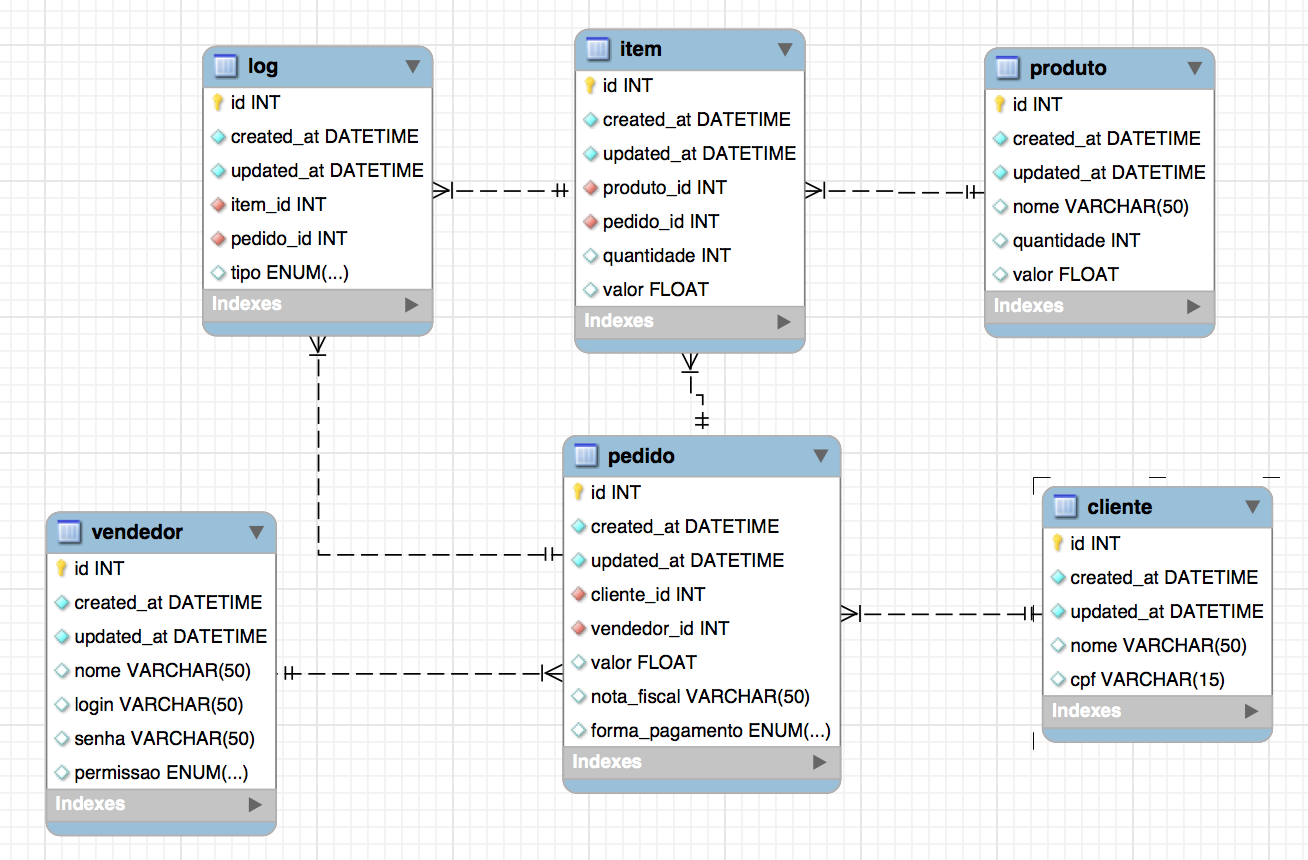 log
id INT
created_at DATETIME
updated_at DATETIME
item_id INT
pedido_id INT
tipo ENUM(...)
Indexes
item
id INT
created_at DATETIME
updated_at DATETIME
produto_id INT
pedido_id INT
quantidade INT
valor FLOAT
Indexes
produto
id INT
created_at DATETIME
updated_at DATETIME
nome VARCHAR(50)
quantidade INT
valor FLOAT
Indexes
vendedor
id INT
created_at DATETIME
updated_at DATETIME
nome VARCHAR(50)
login VARCHAR(50)
senha VARCHAR(50)
permissao ENUM(...)
Indexes
pedido
id INT
created_at DATETIME
updated_at DATETIME
cliente_id INT
vendedor_id INT
valor FLOAT
nota_fiscal VARCHAR(50)
forma_pagamento ENUM(...)
Indexes
cliente
id INT
created_at DATETIME
updated_at DATETIME
nome VARCHAR(50)
cpf VARCHAR(15)
Indexes